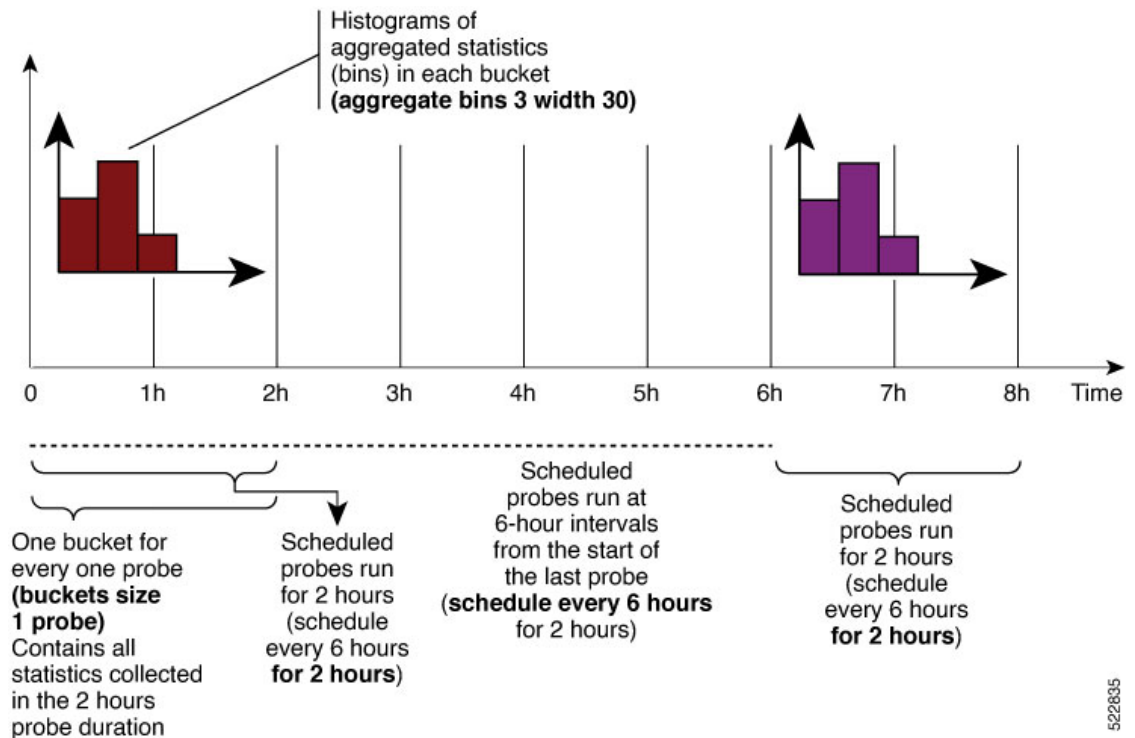 Histograms of
aggregated statistics
(bins) in each bucket
(aggregate bins 3 width 30)
0
1h
2h
3h
4h
5h
6h
7h
8h
Time
One bucket for
every one probe
(buckets size
1 probe)
Contains all
statistics collected
in the 2 hours
probe duration
Scheduled
probes run
for 2 hours
(schedule
every 6 hours
for 2 hours)
Scheduled
probes run at
6-hour intervals
from the start of
the last probe
(schedule every 6 hours
for 2 hours)
Scheduled
probes run
for 2 hours
(schedule
every 6 hours
for 2 hours)
522835